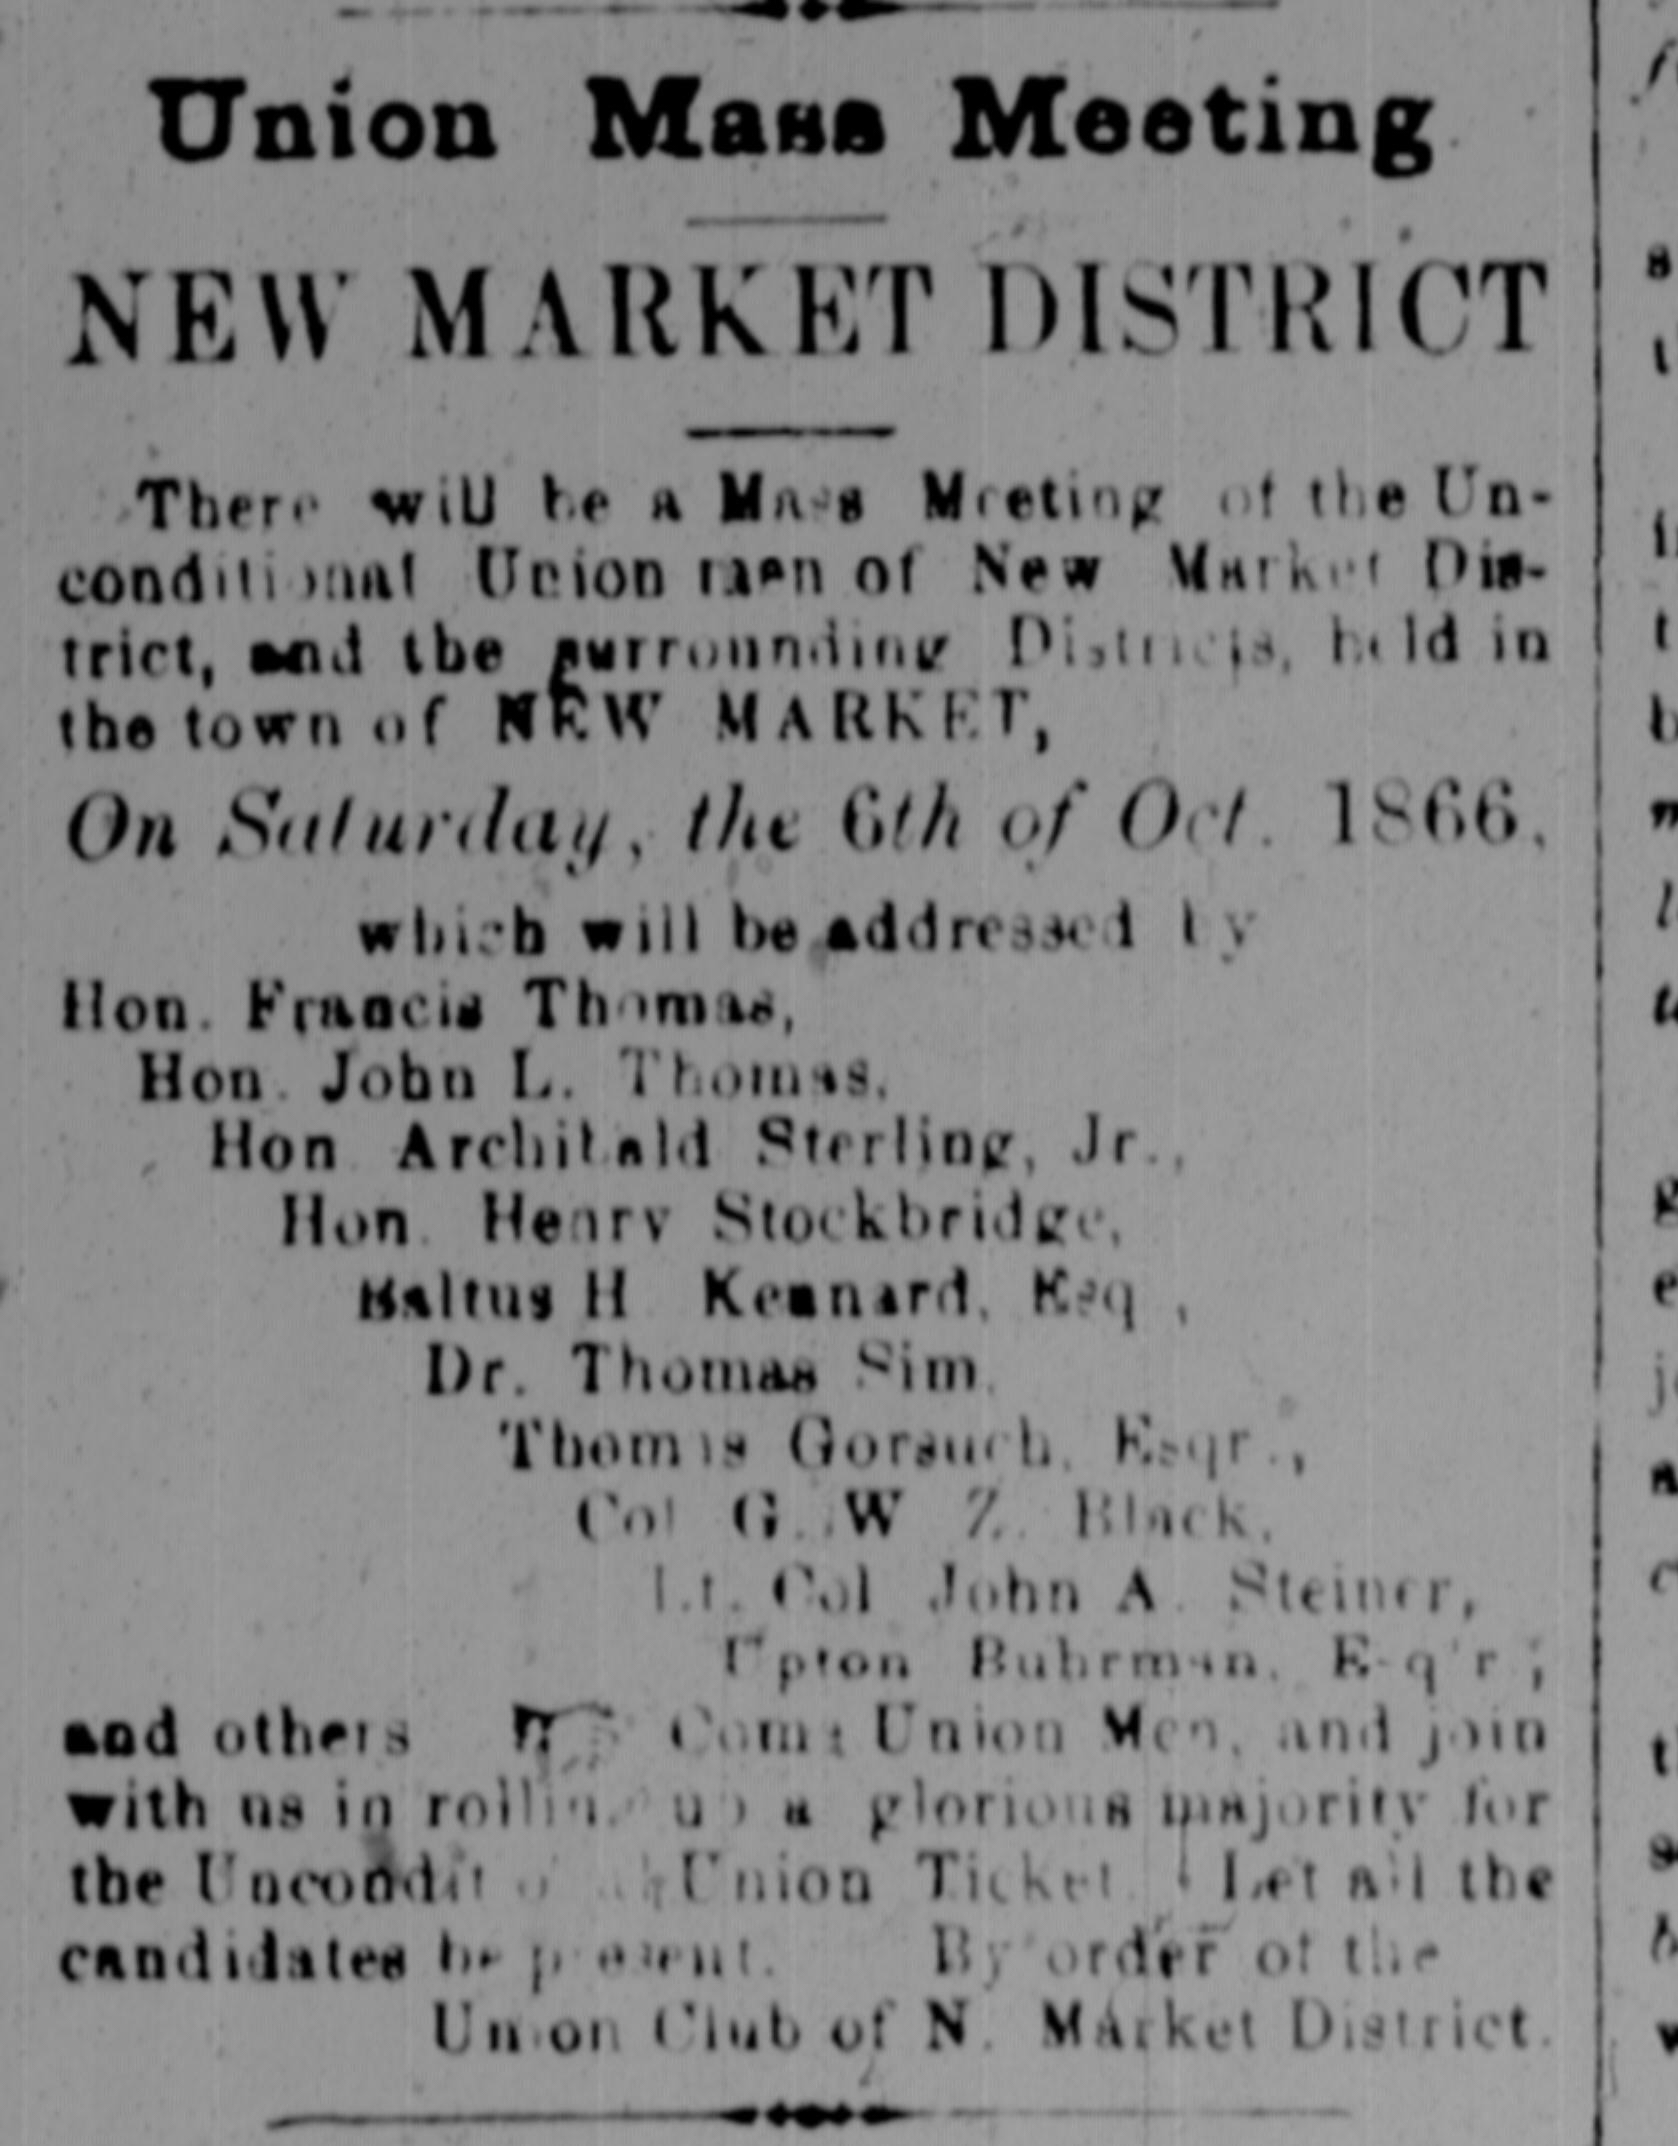 Union Mass Meeting
NEW MARKET DISTRICT
There will be a Mass Meeting of the Un-
conditional Union men of New Market Dis-
trict, and the surrounding Districts, held in
the town of NEW MARKET,
On Saturday, the 6th of Oct. 1866,
which will be addressed by
Hon. Francis Thomas,
Hon. John L. Thomas,
Hon Archibald Sterling, Jr.,
Hon. Henry Stockbridge,
Baltus H Kennard, Esq ,
Dr. Thomas Sim.
Thomas Gorsuch, Esqr.,
Col G. W Z. Black,
Lt. Col John A. Steiner,
Upton Buhrman, Esq'r ;
and others Come Union Men, and join
with us in rolling up a glorious majority for
the Unconditional Union Ticket. Let all the
candidates be present. By order of the
Union Club of N. Market District.